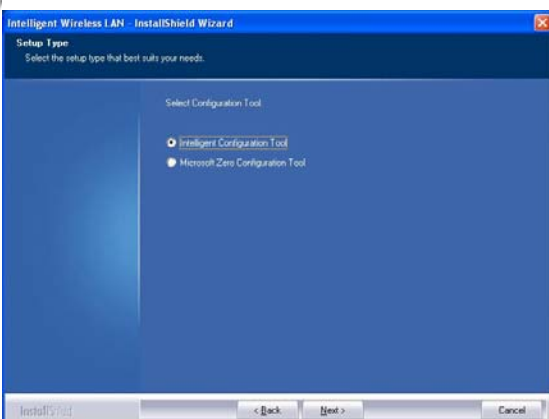 Intelligent Wireless LAN - InstallShield Wizard
Setup Type
Select the setup type that best suits your needs.
Select Configuration Tool
Intelligent Configuration Tool
Microsoft Zero Configuration Tool
InstallShield
< Back
Next >
Cancel